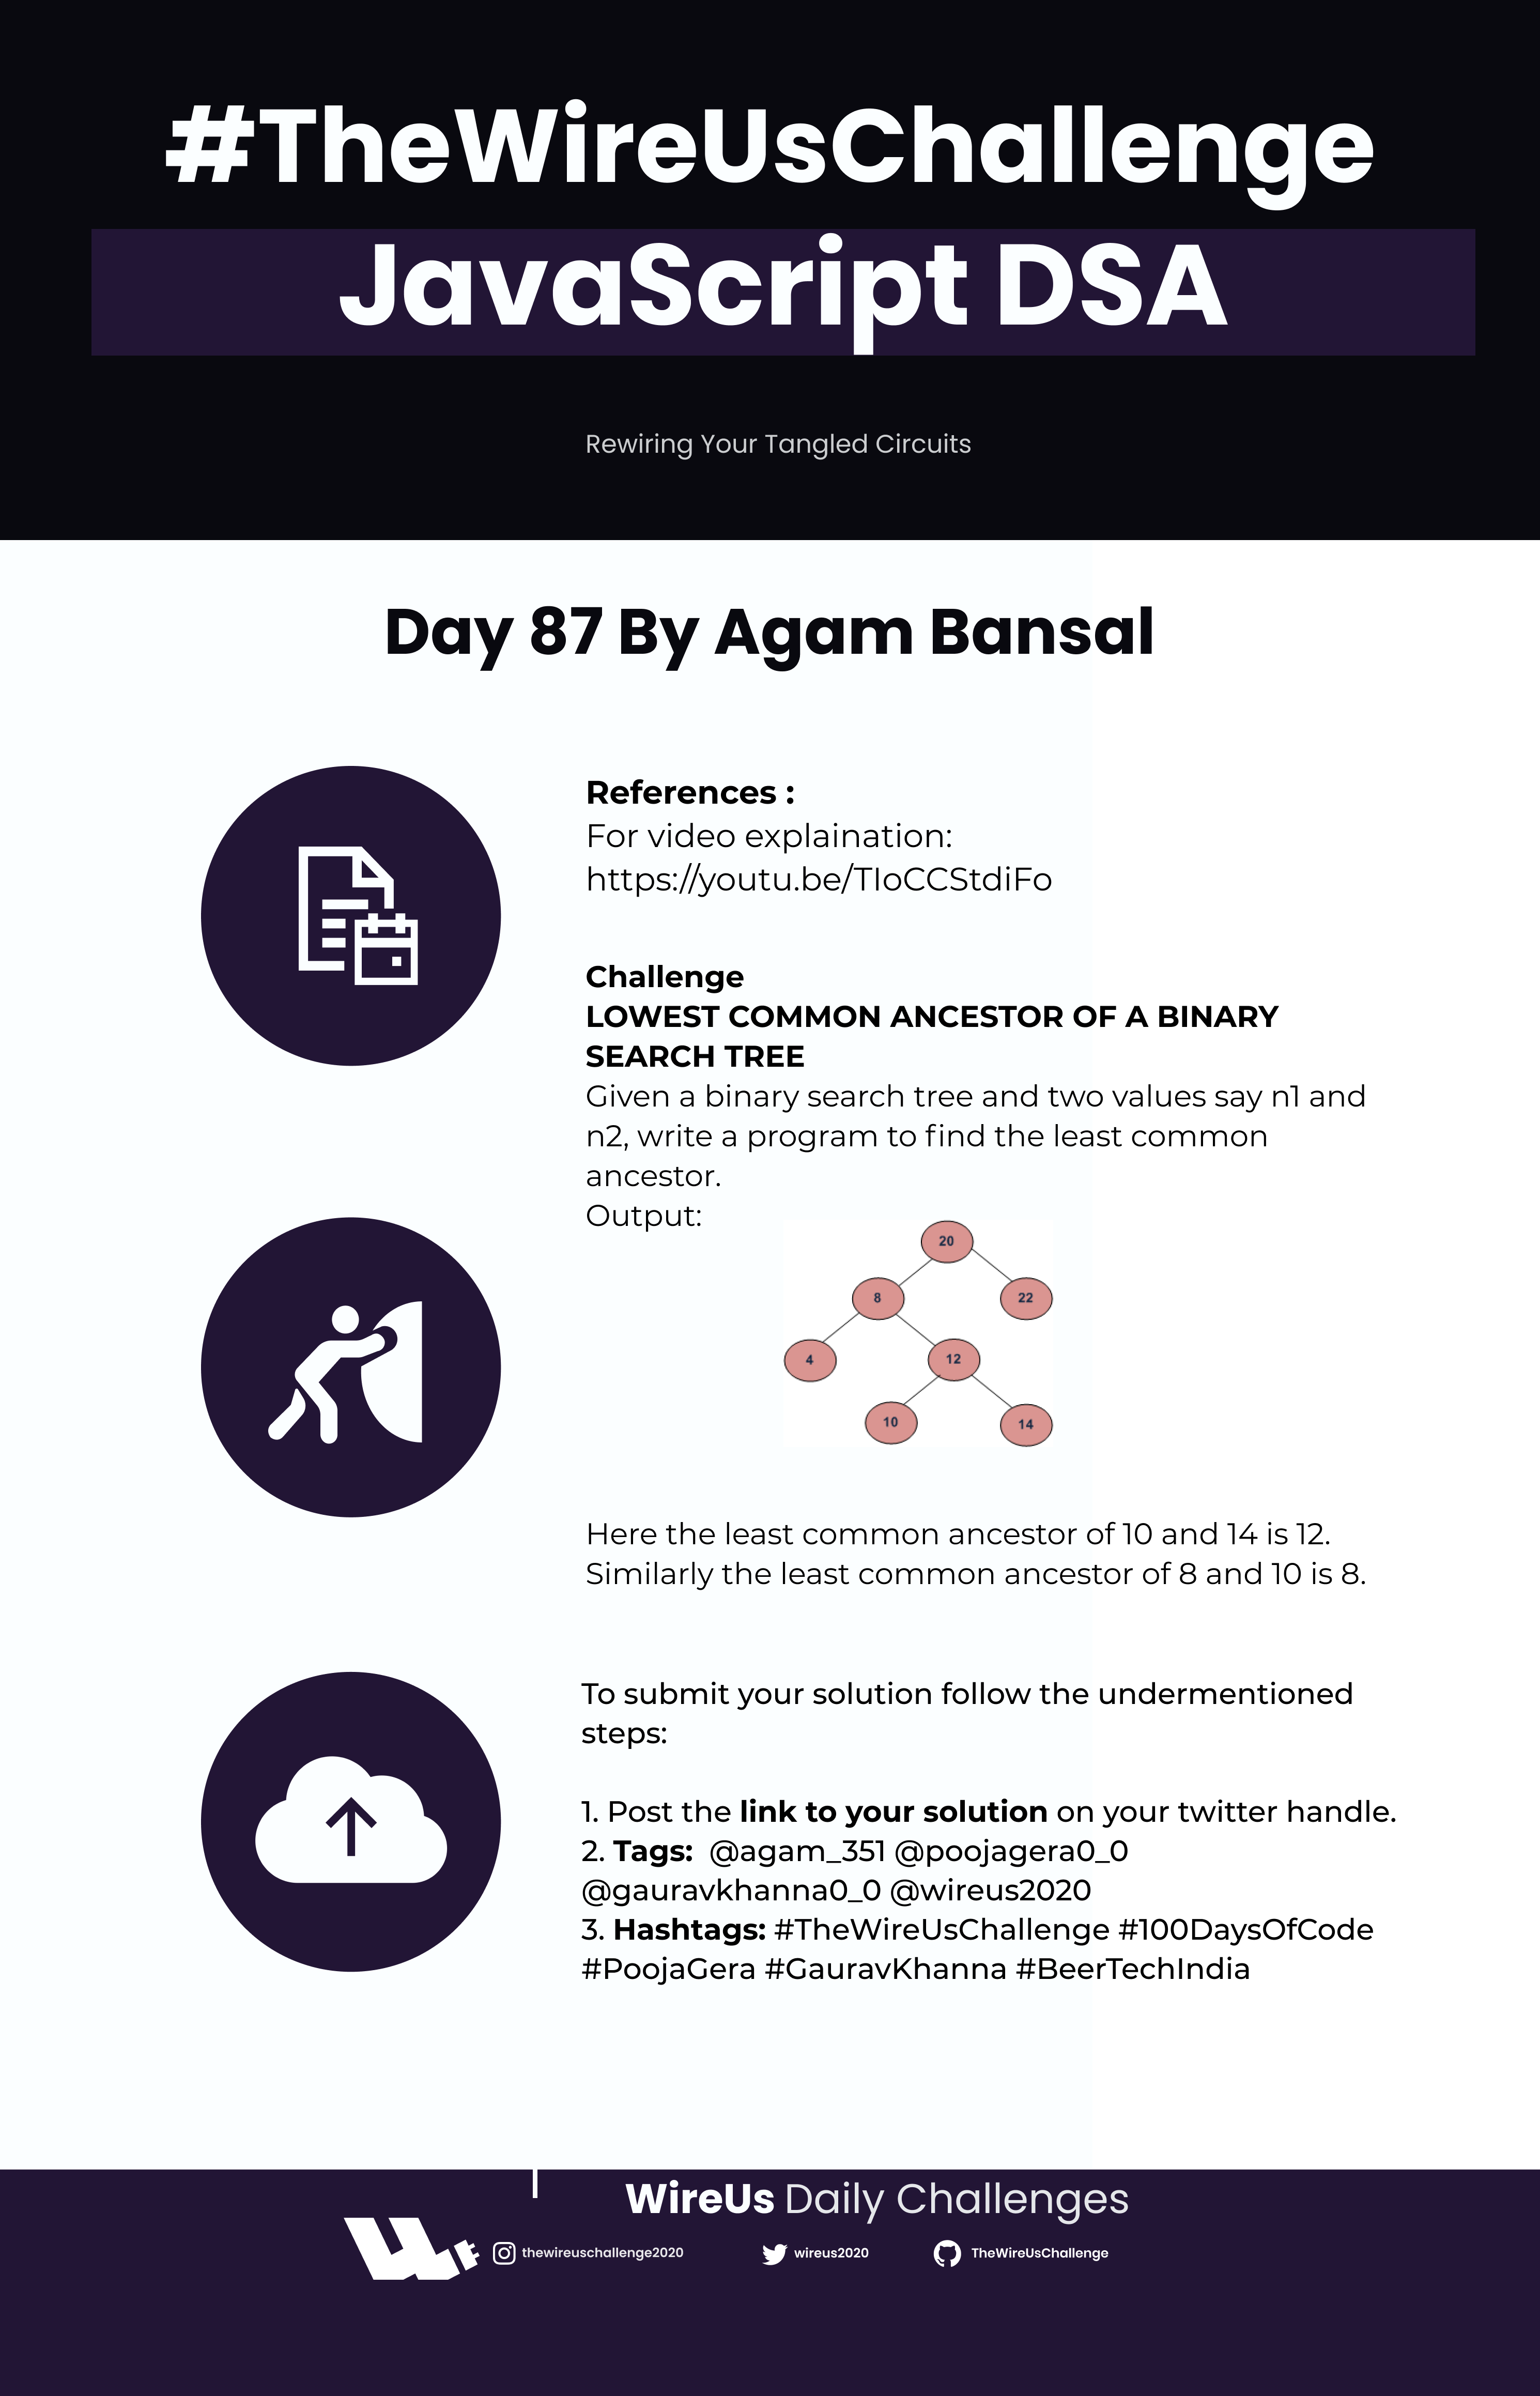 #TheWireUsChallenge
JavaScript DSA
Rewiring Your Tangled Circuits
Day 87 By Agam Bansal
References :
For video explaination:
https://youtu.be/TIoCCStdiFo
Challenge
LOWEST COMMON ANCESTOR OF A BINARY
SEARCH TREE
Given a binary search tree and two values say n1 and
n2, write a program to find the least common
ancestor.
Output:
20
8
22
4
12
10
14
Here the least common ancestor of 10 and 14 is 12.
Similarly the least common ancestor of 8 and 10 is 8.
To submit your solution follow the undermentioned
steps:
1. Post the link to your solution on your twitter handle.
2. Tags: @agam_351 @poojagera0_0
@gauravkhanna0_0 @wireus2020
3. Hashtags: #TheWireUsChallenge #100DaysOfCode
#PoojaGera #GauravKhanna #BeerTechIndia
WireUs Daily Challenges
thewireuschallenge2020
wireus2020
TheWireUsChallenge